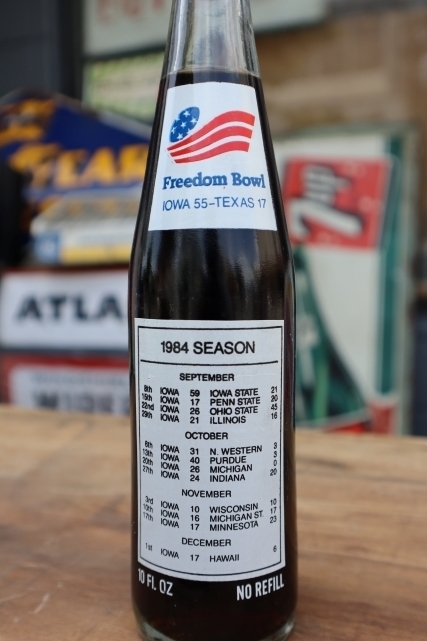 Freedom Bowl
IOWA 55-TEXAS 17
1984 SEASON
SEPTEMBER
8th IOWA 59 IOWA STATE 21
15th IOWA 17 PENN STATE 20
22nd IOWA 26 OHIO STATE 45
29th IOWA 21 ILLINOIS 16
OCTOBER
6th IOWA 31 N. WESTERN 3
13th IOWA 40 PURDUE 3
20th IOWA 26 MICHIGAN 0
27th IOWA 24 INDIANA 20
NOVEMBER
3rd IOWA 10 WISCONSIN 10
10th IOWA 16 MICHIGAN ST. 17
17th IOWA 17 MINNESOTA 23
DECEMBER
1st IOWA 17 HAWAII 6
10 FL. OZ NO REFILL
7up
ATLA